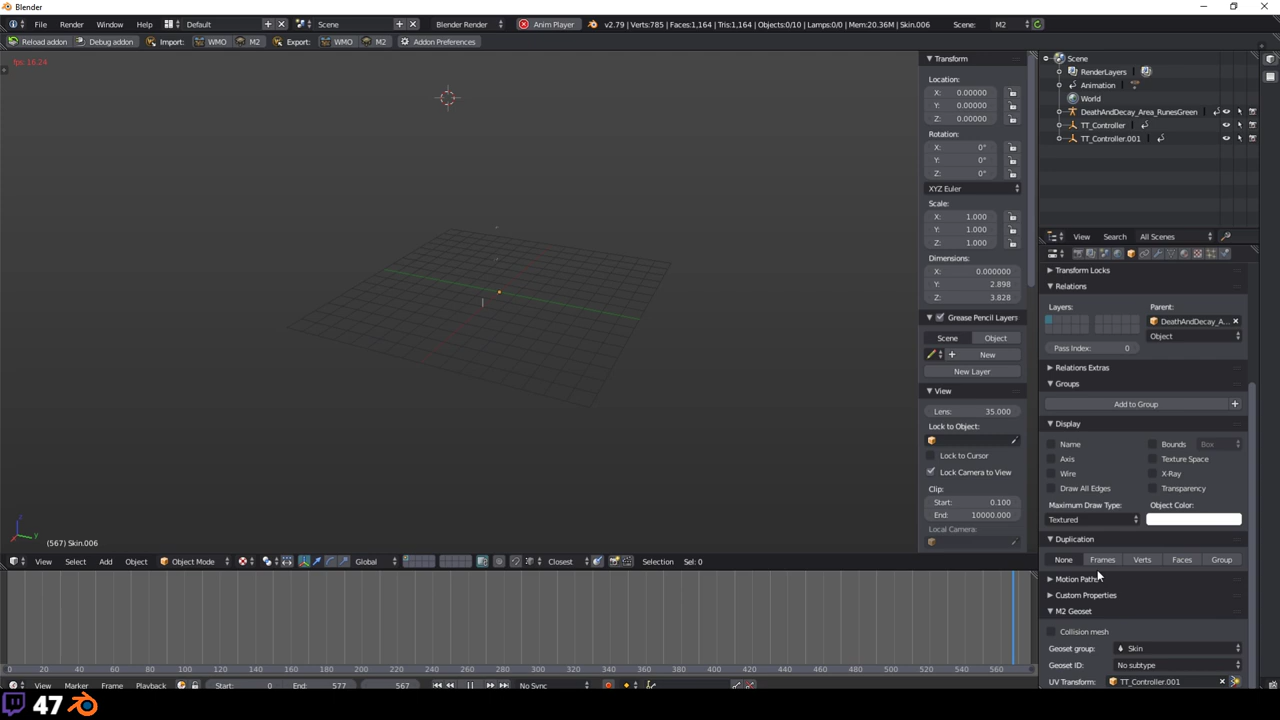 Blender
File Render Window Help Default Scene Blender Render Anim Player v2.79 | Verts:785 | Faces:1,164 | Tris:1,164 | Objects:0/10 | Lamps:0/0 | Mem:20.36M | Skin.006 Scene: M2
Reload addon Debug addon Import: WMO M2 Export: WMO M2 Addon Preferences
fps: 16.24
(567) Skin.006
z
y
Transform
Location:
X: 0.00000
Y: 0.00000
Z: 0.00000
Rotation:
X: 0°
Y: 0°
Z: 0°
XYZ Euler
Scale:
X: 1.000
Y: 1.000
Z: 1.000
Dimensions:
X: 0.000000
Y: 2.898
Z: 3.828
Grease Pencil Layers
Scene Object
New
New Layer
View
Lens: 35.000
Lock to Object:
Lock to Cursor
Lock Camera to View
Clip:
Start: 0.100
End: 10000.000
Local Camera:
Scene
RenderLayers
Animation
World
DeathAndDecay_Area_RunesGreen
TT_Controller
TT_Controller.001
View Search All Scenes
Transform Locks
Relations
Layers: Parent:
DeathAndDecay_A...
Object
Pass Index: 0
Relations Extras
Groups
Add to Group
Display
Name Bounds Box
Axis Texture Space
Wire X-Ray
Draw All Edges Transparency
Maximum Draw Type: Object Color:
Textured
Duplication
None Frames Verts Faces Group
Motion Paths
Custom Properties
M2 Geoset
Collision mesh
Geoset group: Skin
Geoset ID: No subtype
UV Transform: TT_Controller.001
View Select Add Object Object Mode Global Closest Selection Sel: 0
0 20 40 60 80 100 120 140 160 180 200 220 240 260 280 300 320 340 360 380 400 420 440 460 480 500 520 540 560
View Marker Frame Playback Start: 0 End: 577 567 No Sync
47